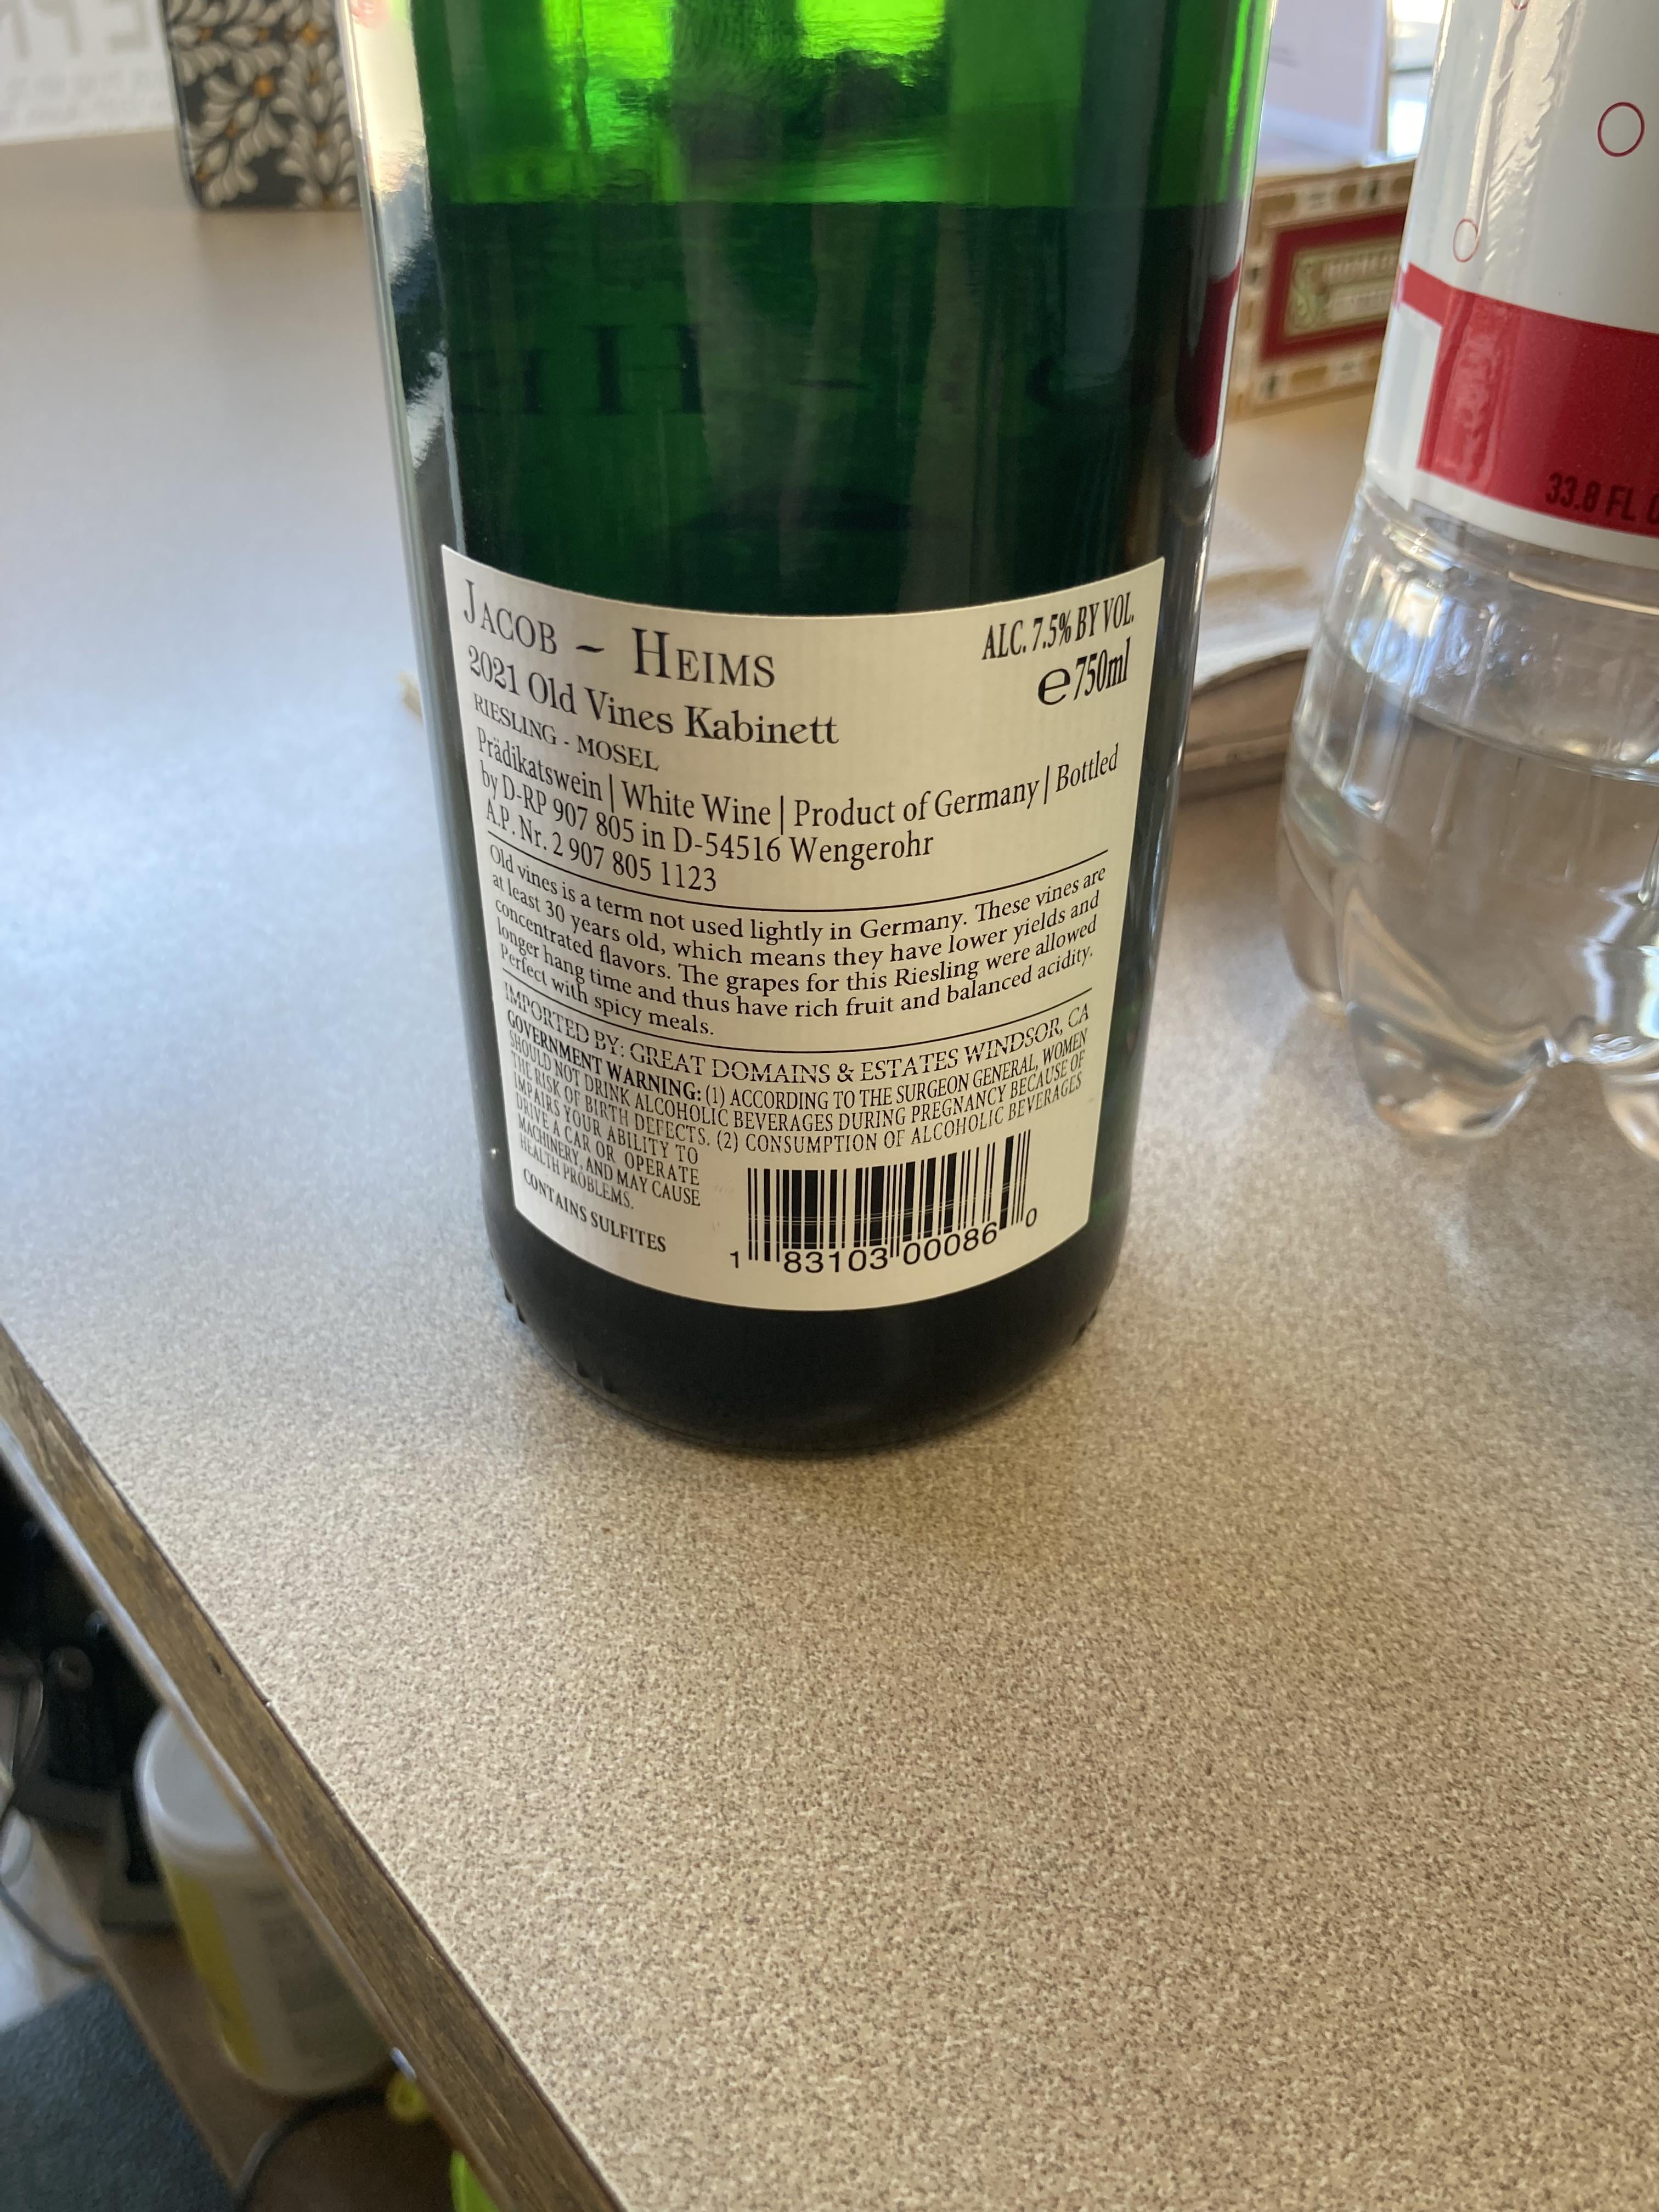 JACOB ~ HEIMS
ALC. 7.5% BY VOL.
2021 Old Vines Kabinett
℮750ml
RIESLING - MOSEL
Prädikatswein | White Wine | Product of Germany | Bottled
by D-RP 907 805 in D-54516 Wengerohr
A.P. Nr. 2 907 805 1123
Old vines is a term not used lightly in Germany. These vines are
at least 30 years old, which means they have lower yields and
concentrated flavors. The grapes for this Riesling were allowed
longer hang time and thus have rich fruit and balanced acidity.
Perfect with spicy meals.
IMPORTED BY: GREAT DOMAINS & ESTATES WINDSOR, CA
GOVERNMENT WARNING: (1) ACCORDING TO THE SURGEON GENERAL, WOMEN
SHOULD NOT DRINK ALCOHOLIC BEVERAGES DURING PREGNANCY BECAUSE OF
THE RISK OF BIRTH DEFECTS. (2) CONSUMPTION OF ALCOHOLIC BEVERAGES
IMPAIRS YOUR ABILITY TO
DRIVE A CAR OR OPERATE
MACHINERY, AND MAY CAUSE
HEALTH PROBLEMS.
CONTAINS SULFITES
1 83103 00086 0
33.8 FL